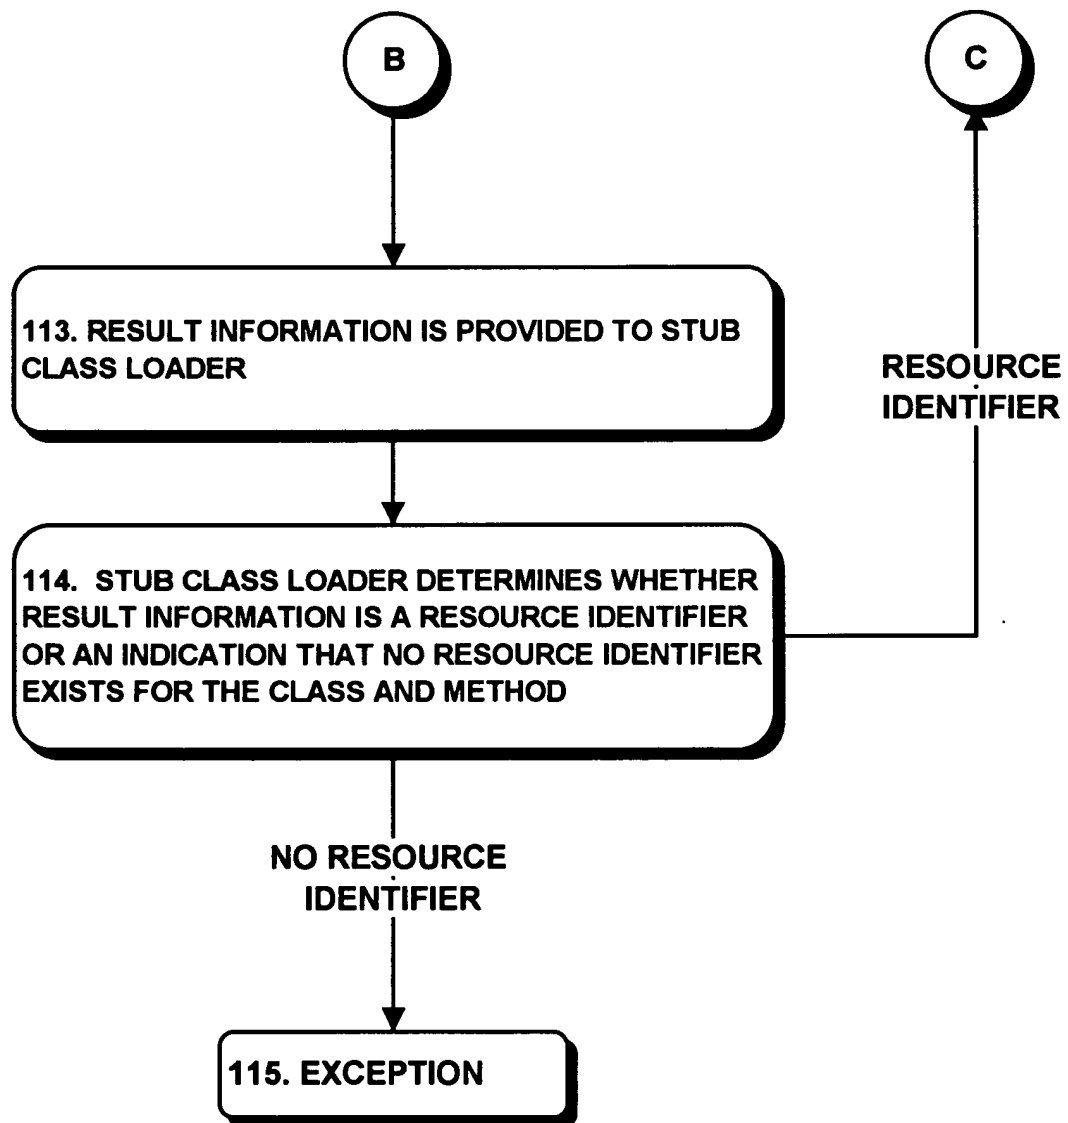 B
C
113. RESULT INFORMATION IS PROVIDED TO STUB
CLASS LOADER
RESOURCE
IDENTIFIER
114. STUB CLASS LOADER DETERMINES WHETHER
RESULT INFORMATION IS A RESOURCE IDENTIFIER
OR AN INDICATION THAT NO RESOURCE IDENTIFIER
EXISTS FOR THE CLASS AND METHOD
NO RESOURCE
IDENTIFIER
115. EXCEPTION